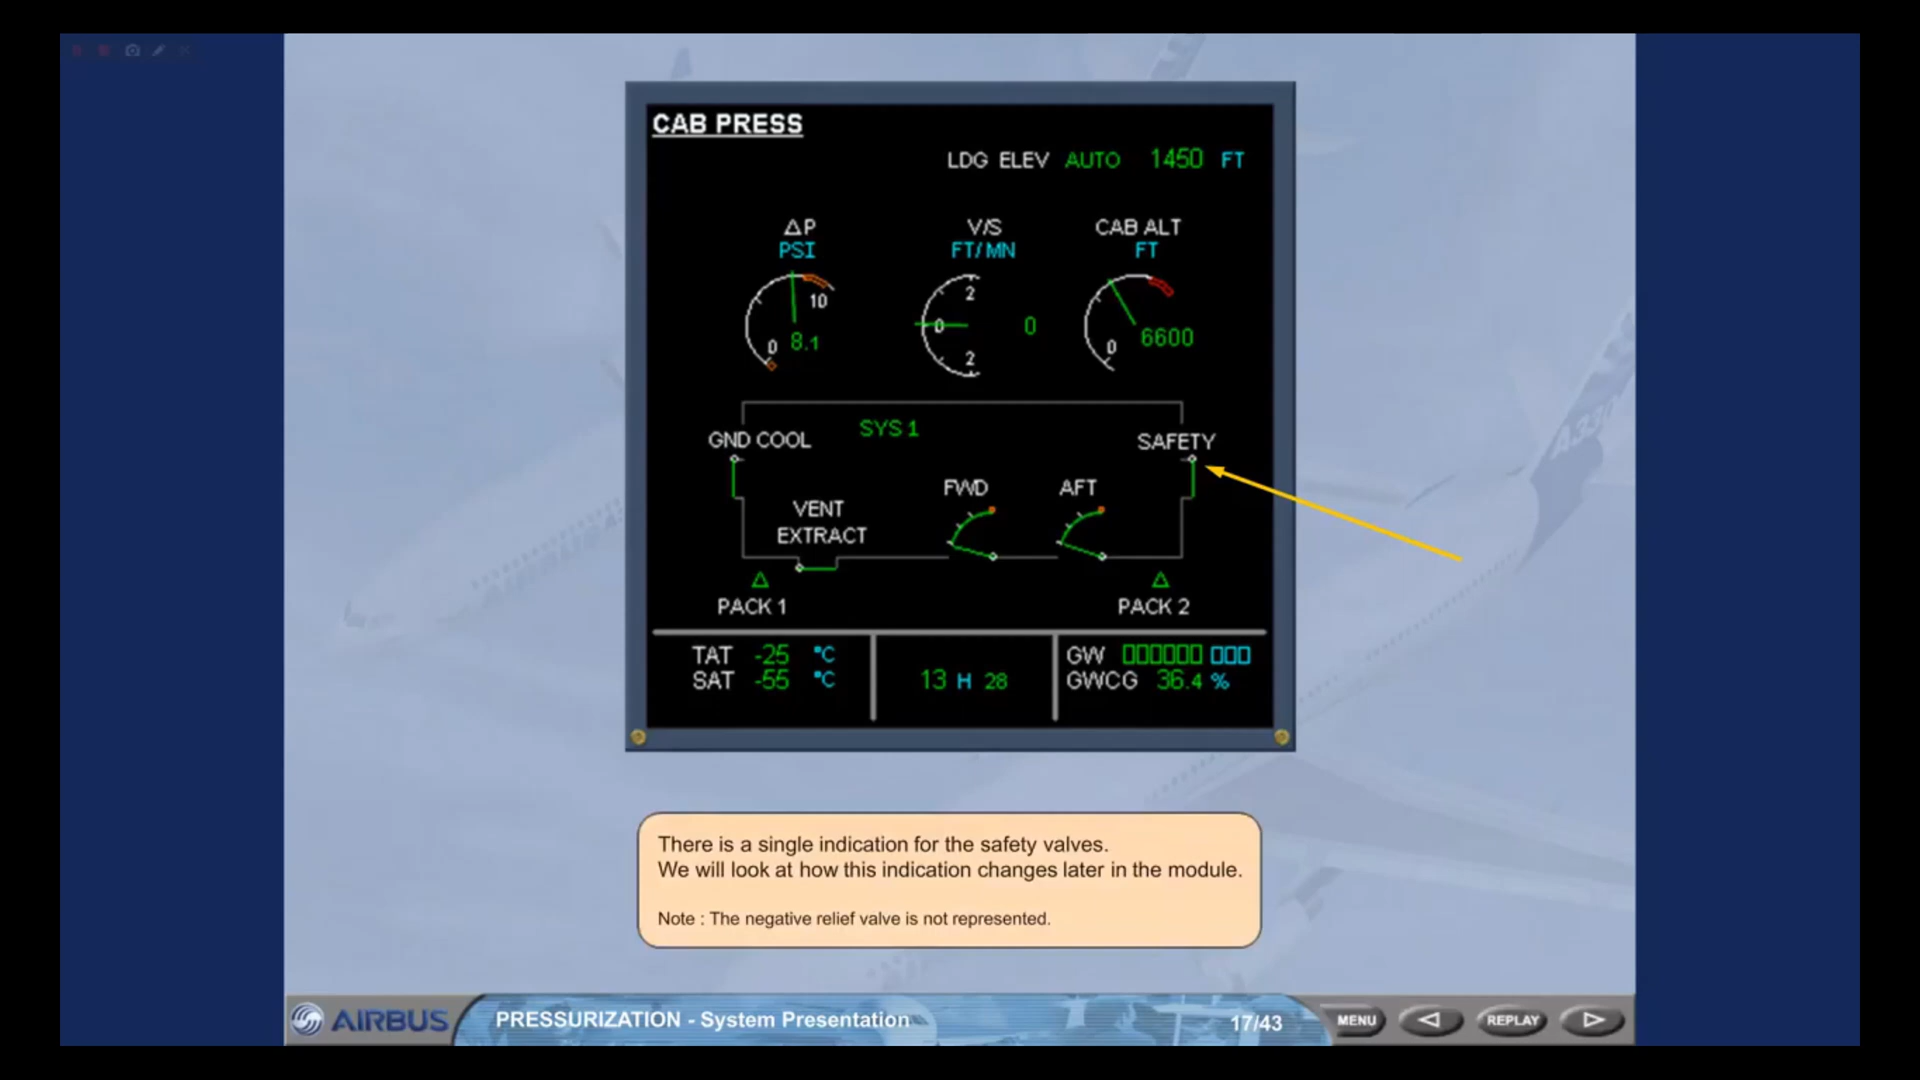 CAB PRESS
LDG ELEV AUTO 1450 FT
ΔP
PSI
10
0
8.1
V/S
FT/MN
2
0
2
0
CAB ALT
FT
0
6600
SYS 1
GND COOL
SAFETY
FWD
AFT
VENT
EXTRACT
PACK 1
PACK 2
TAT -25 °C
SAT -55 °C
13 H 28
GW
GWCG 36.4 %
There is a single indication for the safety valves.
We will look at how this indication changes later in the module.
Note : The negative relief valve is not represented.
AIRBUS
PRESSURIZATION - System Presentation
17/43
MENU
REPLAY